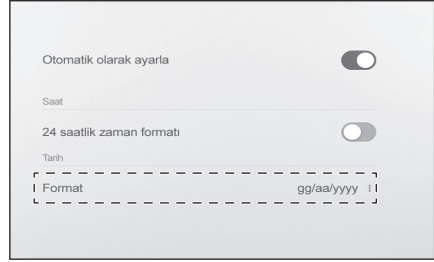 Otomatik olarak ayarla
Saat
24 saatlik zaman formatı
Tarih
Format gg/aa/yyyy